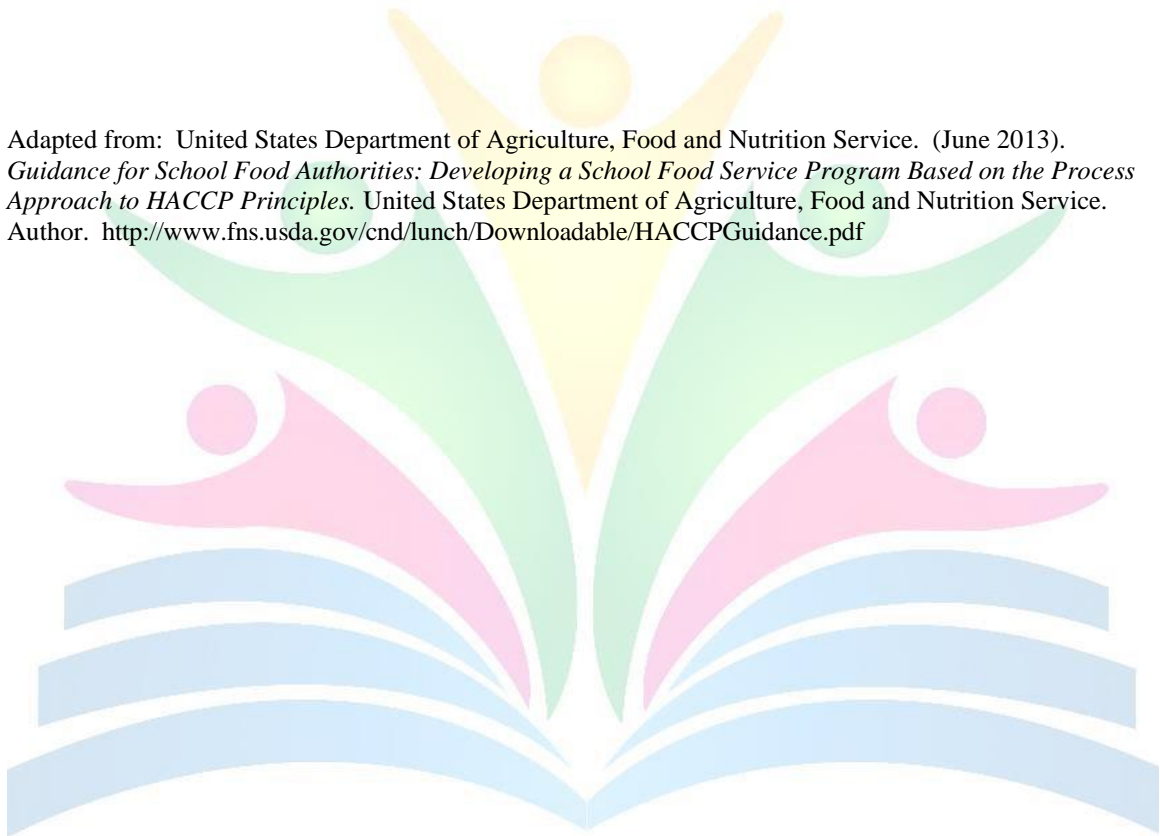 Adapted from: United States Department of Agriculture, Food and Nutrition Service. (June 2013).
Guidance for School Food Authorities: Developing a School Food Service Program Based on the Process
Approach to HACCP Principles. United States Department of Agriculture, Food and Nutrition Service.
Author. http://www.fns.usda.gov/cnd/lunch/Downloadable/HACCPGuidance.pdf